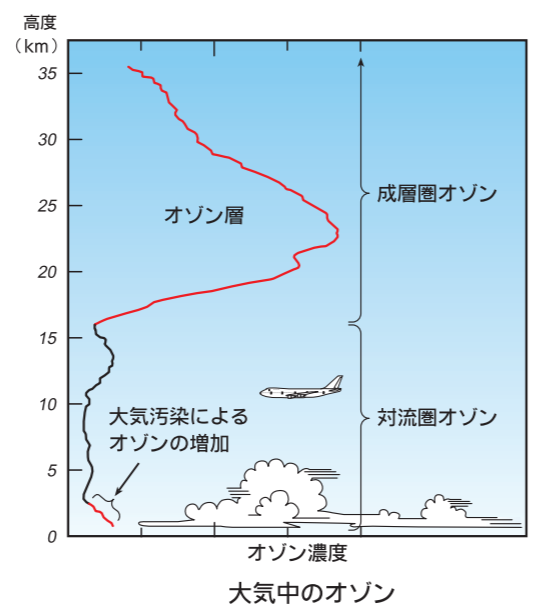 高度
（km）
35
30
25
20
15
10
5
0
オゾン層
成層圏オゾン
対流圏オゾン
大気汚染による
オゾンの増加
オゾン濃度
大気中のオゾン